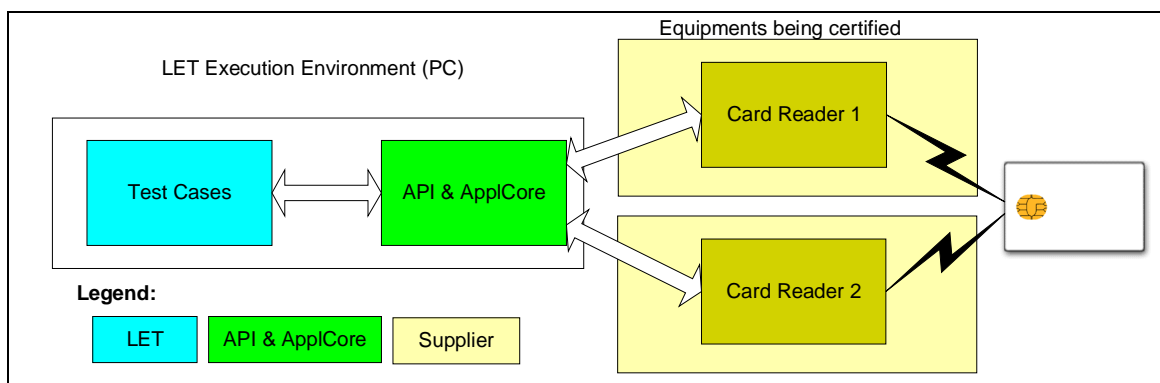 Equipments being certified
LET Execution Environment (PC)
Card Reader 1
Test Cases
API & ApplCore
Card Reader 2
Legend:
LET
API & ApplCore
Supplier